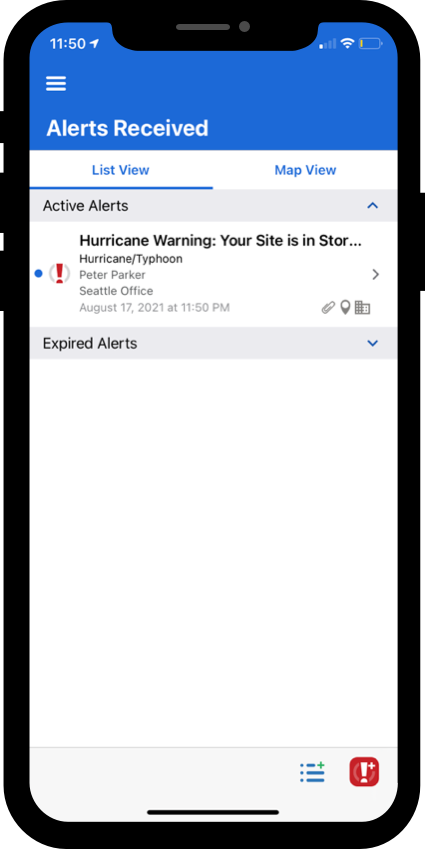 11:50
Alerts Received
List View
Map View
Active Alerts
Hurricane Warning: Your Site is in Stor...
Hurricane/Typhoon
Peter Parker
Seattle Office
August 17, 2021 at 11:50 PM
Expired Alerts